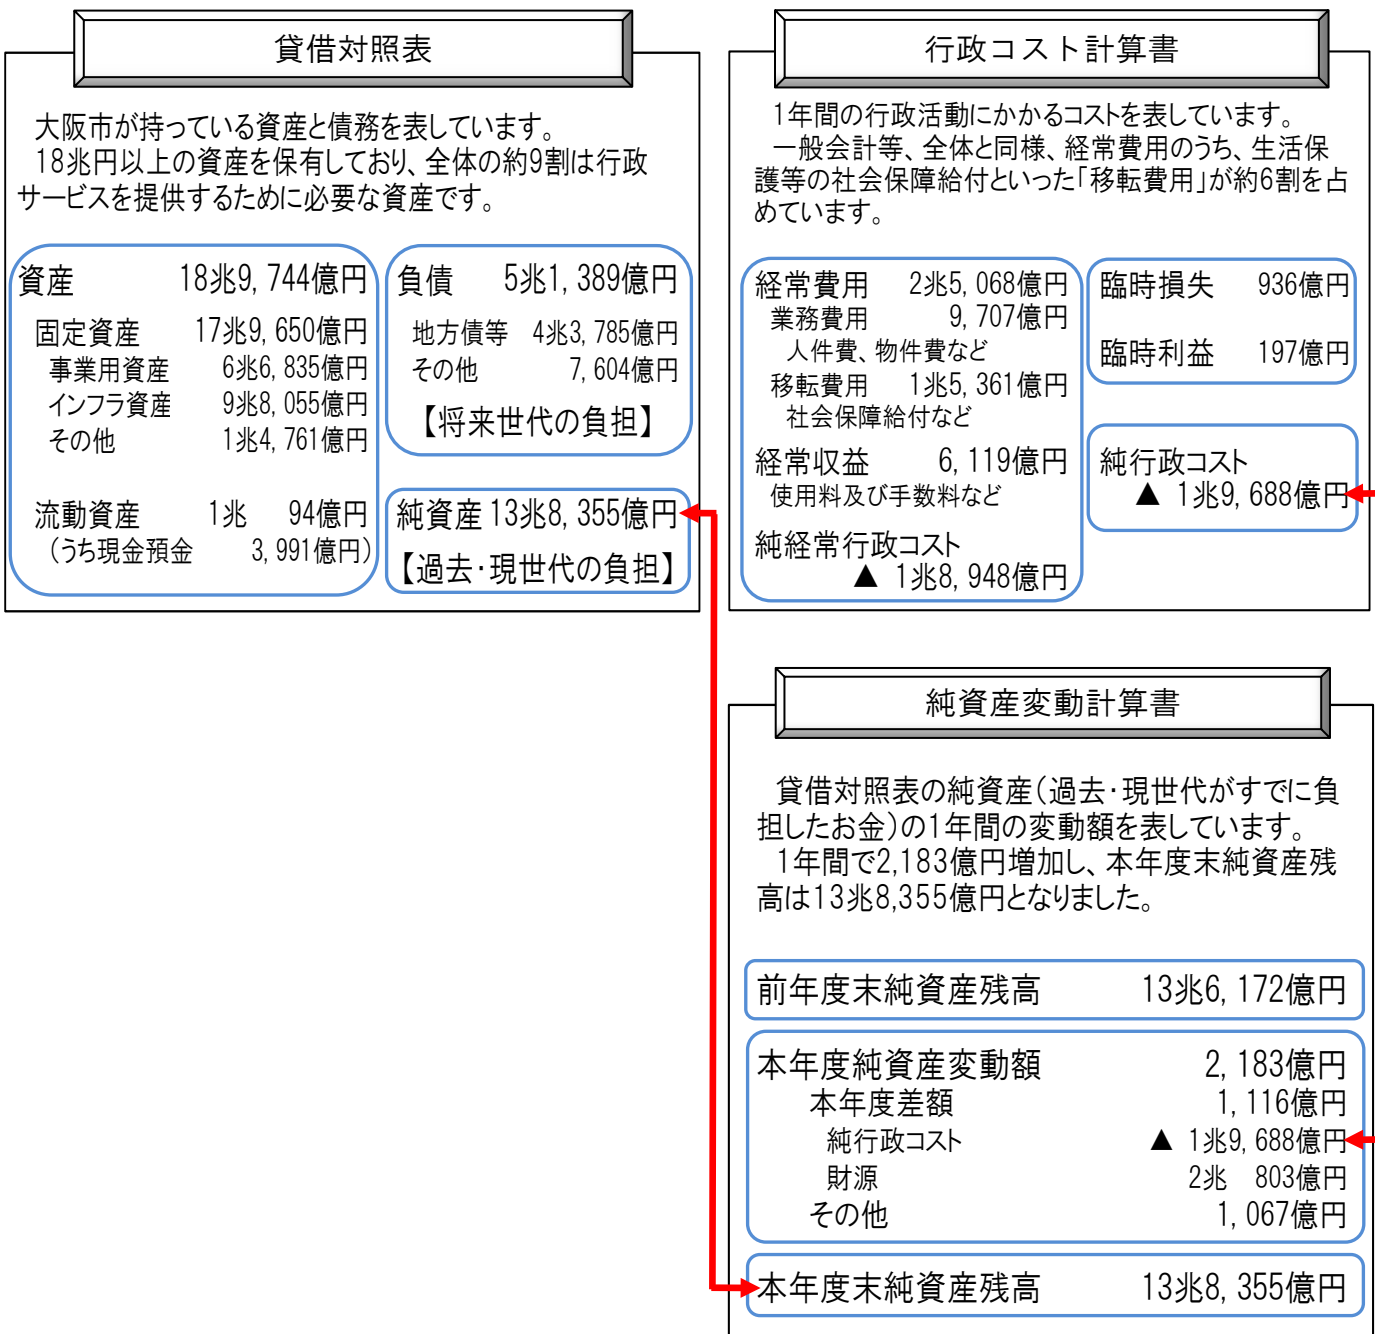 貸借対照表
大阪市が持っている資産と債務を表しています。
18兆円以上の資産を保有しており、全体の約9割は行政
サービスを提供するために必要な資産です。
資産 18兆9,744億円
固定資産 17兆9,650億円
事業用資産 6兆6,835億円
インフラ資産 9兆8,055億円
その他 1兆4,761億円
流動資産 1兆 94億円
(うち現金預金 3,991億円)
負債 5兆1,389億円
地方債等 4兆3,785億円
その他 7,604億円
【将来世代の負担】
純資産 13兆8,355億円
【過去・現世代の負担】
行政コスト計算書
1年間の行政活動にかかるコストを表しています。
一般会計等、全体と同様、経常費用のうち、生活保
護等の社会保障給付といった「移転費用」が約6割を占
めています。
経常費用 2兆5,068億円
業務費用 9,707億円
人件費、物件費など
移転費用 1兆5,361億円
社会保障給付など
経常収益 6,119億円
使用料及び手数料など
純経常行政コスト
▲ 1兆8,948億円
臨時損失 936億円
臨時利益 197億円
純行政コスト
▲ 1兆9,688億円
純資産変動計算書
貸借対照表の純資産(過去・現世代がすでに負
担したお金)の1年間の変動額を表しています。
1年間で2,183億円増加し、本年度末純資産残
高は13兆8,355億円となりました。
前年度末純資産残高 13兆6,172億円
本年度純資産変動額 2,183億円
本年度差額 1,116億円
純行政コスト ▲ 1兆9,688億円
財源 2兆 803億円
その他 1,067億円
本年度末純資産残高 13兆8,355億円